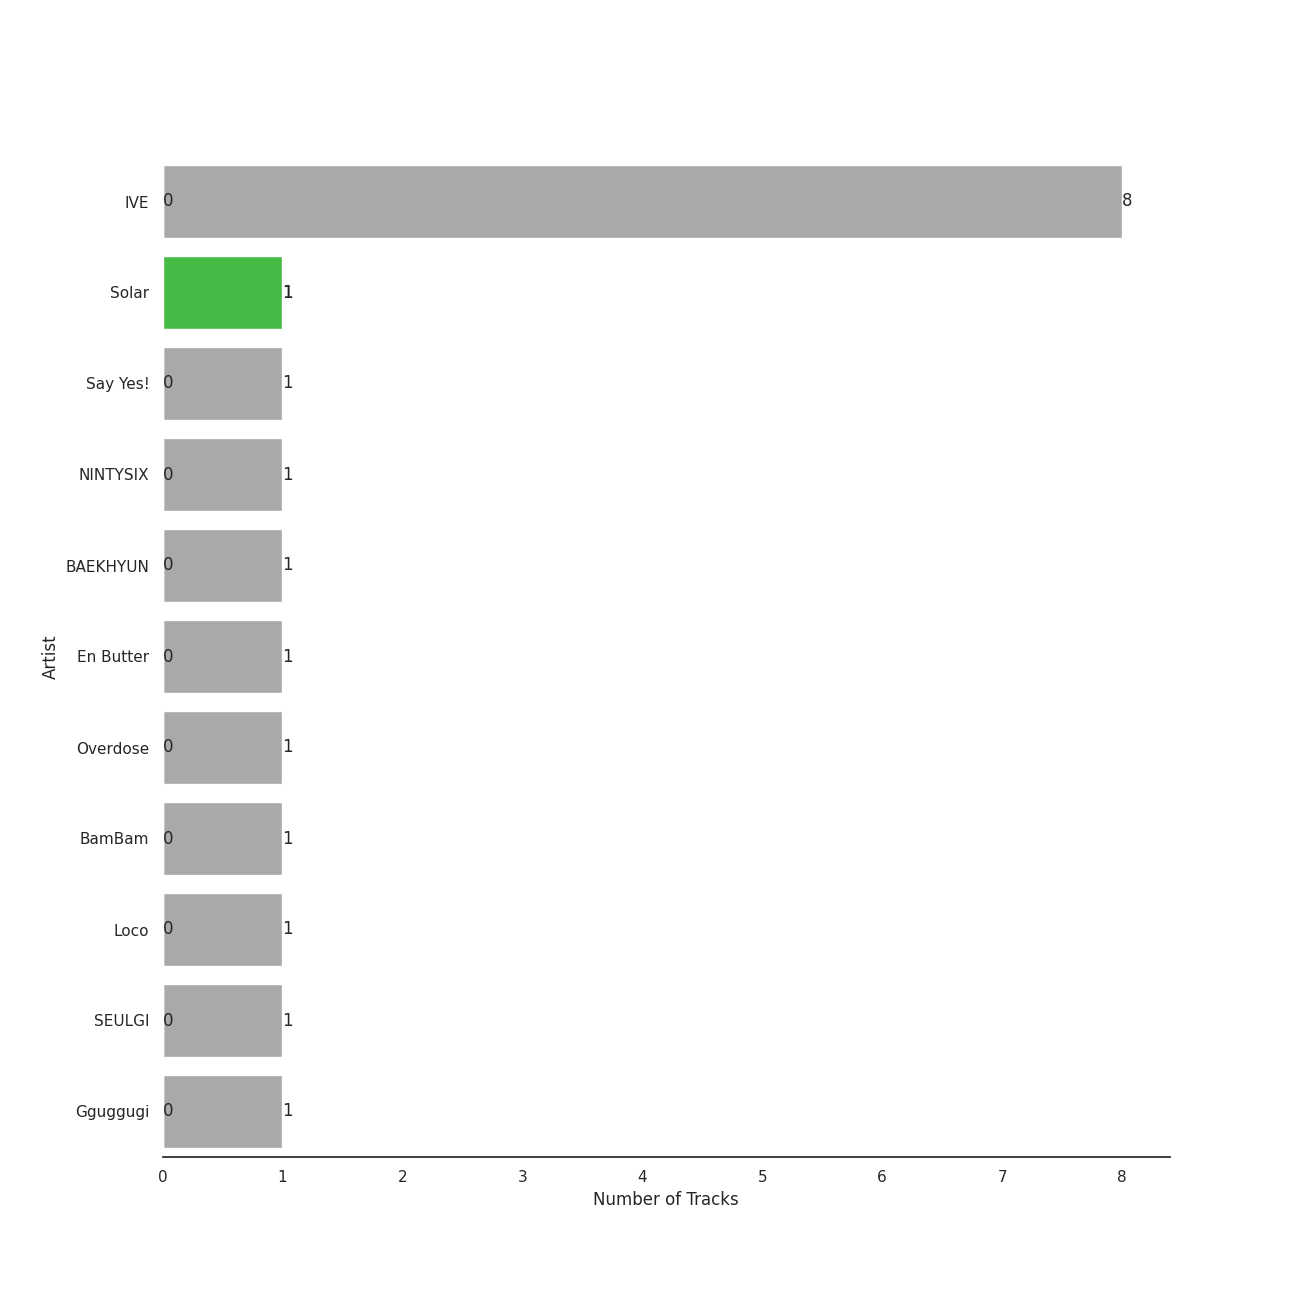 IVE 0 8
Solar 1
Say Yes! 0 1
NINTYSIX 0 1
BAEKHYUN 0 1
En Butter 0 1
Overdose 0 1
BamBam 0 1
Loco 0 1
SEULGI 0 1
Gguggugi 0 1
Artist
0 1 2 3 4 5 6 7 8
Number of Tracks